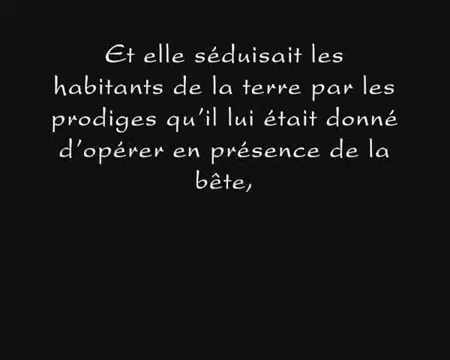 Et elle séduisait les
habitants de la terre par les
prodiges qu'il lui était donné
d'opérer en présence de la
bête,